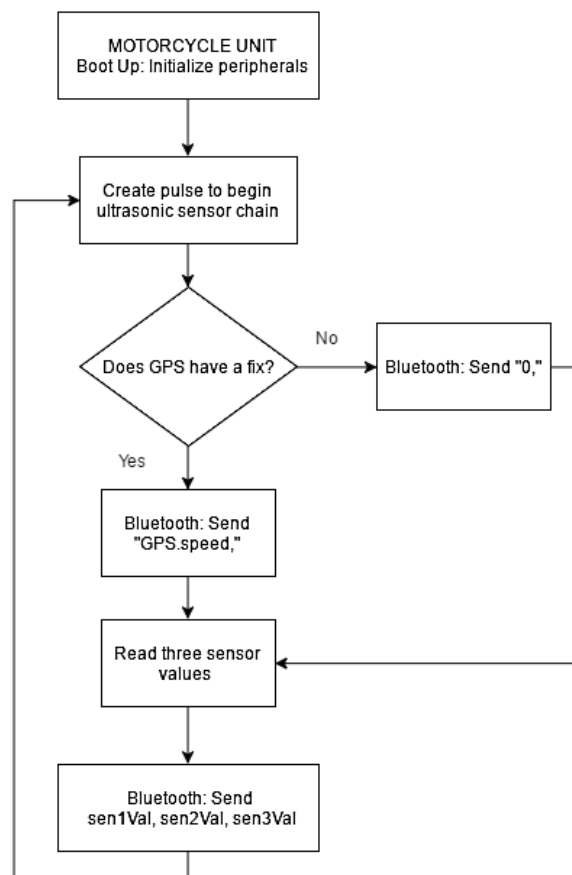 MOTORCYCLE UNIT
Boot Up: Initialize peripherals
Create pulse to begin
ultrasonic sensor chain
Does GPS have a fix?
No
Bluetooth: Send "0,"
Yes
Bluetooth: Send
"GPS.speed,"
Read three sensor
values
Bluetooth: Send
sen1Val, sen2Val, sen3Val